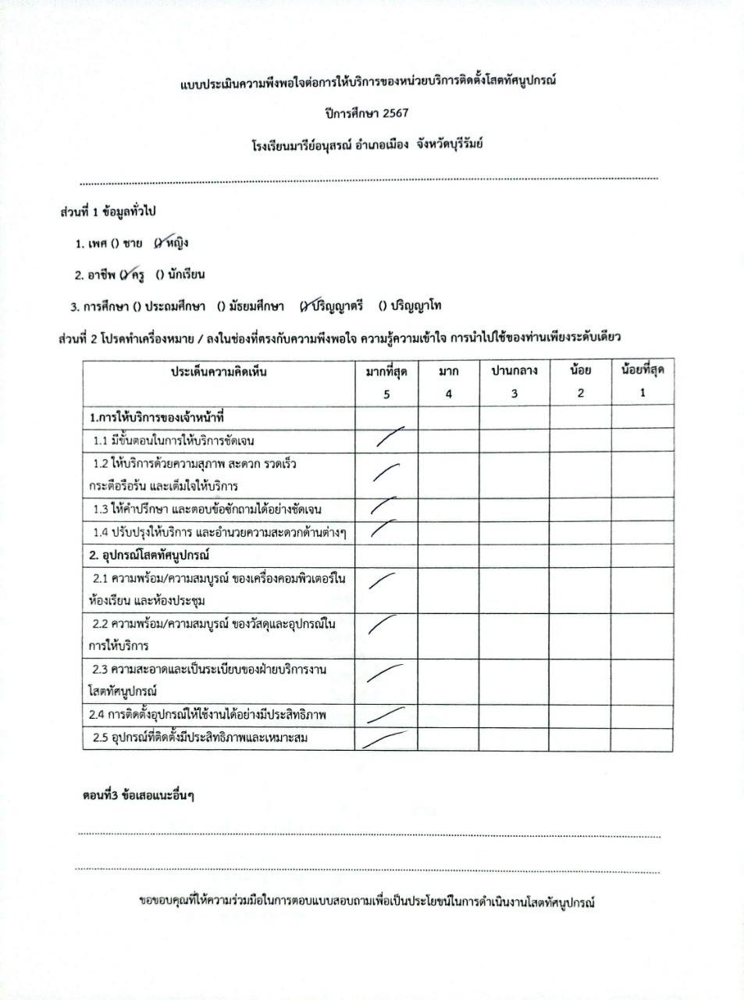 แบบประเมินความพึงพอใจต่อการให้บริการของหน่วยบริการติดตั้งโสตทัศนูปกรณ์
ปีการศึกษา 2567
โรงเรียนมารีย์อนุสรณ์ อำเภอเมือง จังหวัดบุรีรัมย์
ส่วนที่ 1 ข้อมูลทั่วไป
1. เพศ () ชาย (/) หญิง
2. อาชีพ (/) ครู () นักเรียน
3. การศึกษา () ประถมศึกษา () มัธยมศึกษา (/) ปริญญาตรี () ปริญญาโท
ส่วนที่ 2 โปรดทำเครื่องหมาย / ลงในช่องที่ตรงกับความพึงพอใจ ความรู้ความเข้าใจ การนำไปใช้ของท่านเพียงระดับเดียว
ประเด็นความคิดเห็น มากที่สุด มาก ปานกลาง น้อย น้อยที่สุด
5 4 3 2 1
1.การให้บริการของเจ้าหน้าที่
1.1 มีขั้นตอนในการให้บริการชัดเจน /
1.2 ให้บริการด้วยความสุภาพ สะดวก รวดเร็ว /
กระตือรือร้น และเต็มใจให้บริการ
1.3 ให้คำปรึกษา และตอบข้อซักถามได้อย่างชัดเจน /
1.4 ปรับปรุงให้บริการ และอำนวยความสะดวกด้านต่างๆ /
2. อุปกรณ์โสตทัศนูปกรณ์
2.1 ความพร้อม/ความสมบูรณ์ ของเครื่องคอมพิวเตอร์ใน /
ห้องเรียน และห้องประชุม
2.2 ความพร้อม/ความสมบูรณ์ ของวัสดุและอุปกรณ์ใน /
การให้บริการ
2.3 ความสะอาดและเป็นระเบียบของฝ่ายบริการงาน /
โสตทัศนูปกรณ์
2.4 การติดตั้งอุปกรณ์ให้ใช้งานได้อย่างมีประสิทธิภาพ /
2.5 อุปกรณ์ที่ติดตั้งมีประสิทธิภาพและเหมาะสม /
ตอนที่3 ข้อเสอแนะอื่นๆ
ขอขอบคุณที่ให้ความร่วมมือในการตอบแบบสอบถามเพื่อเป็นประโยขน์ในการดำเนินงานโสตทัศนูปกรณ์